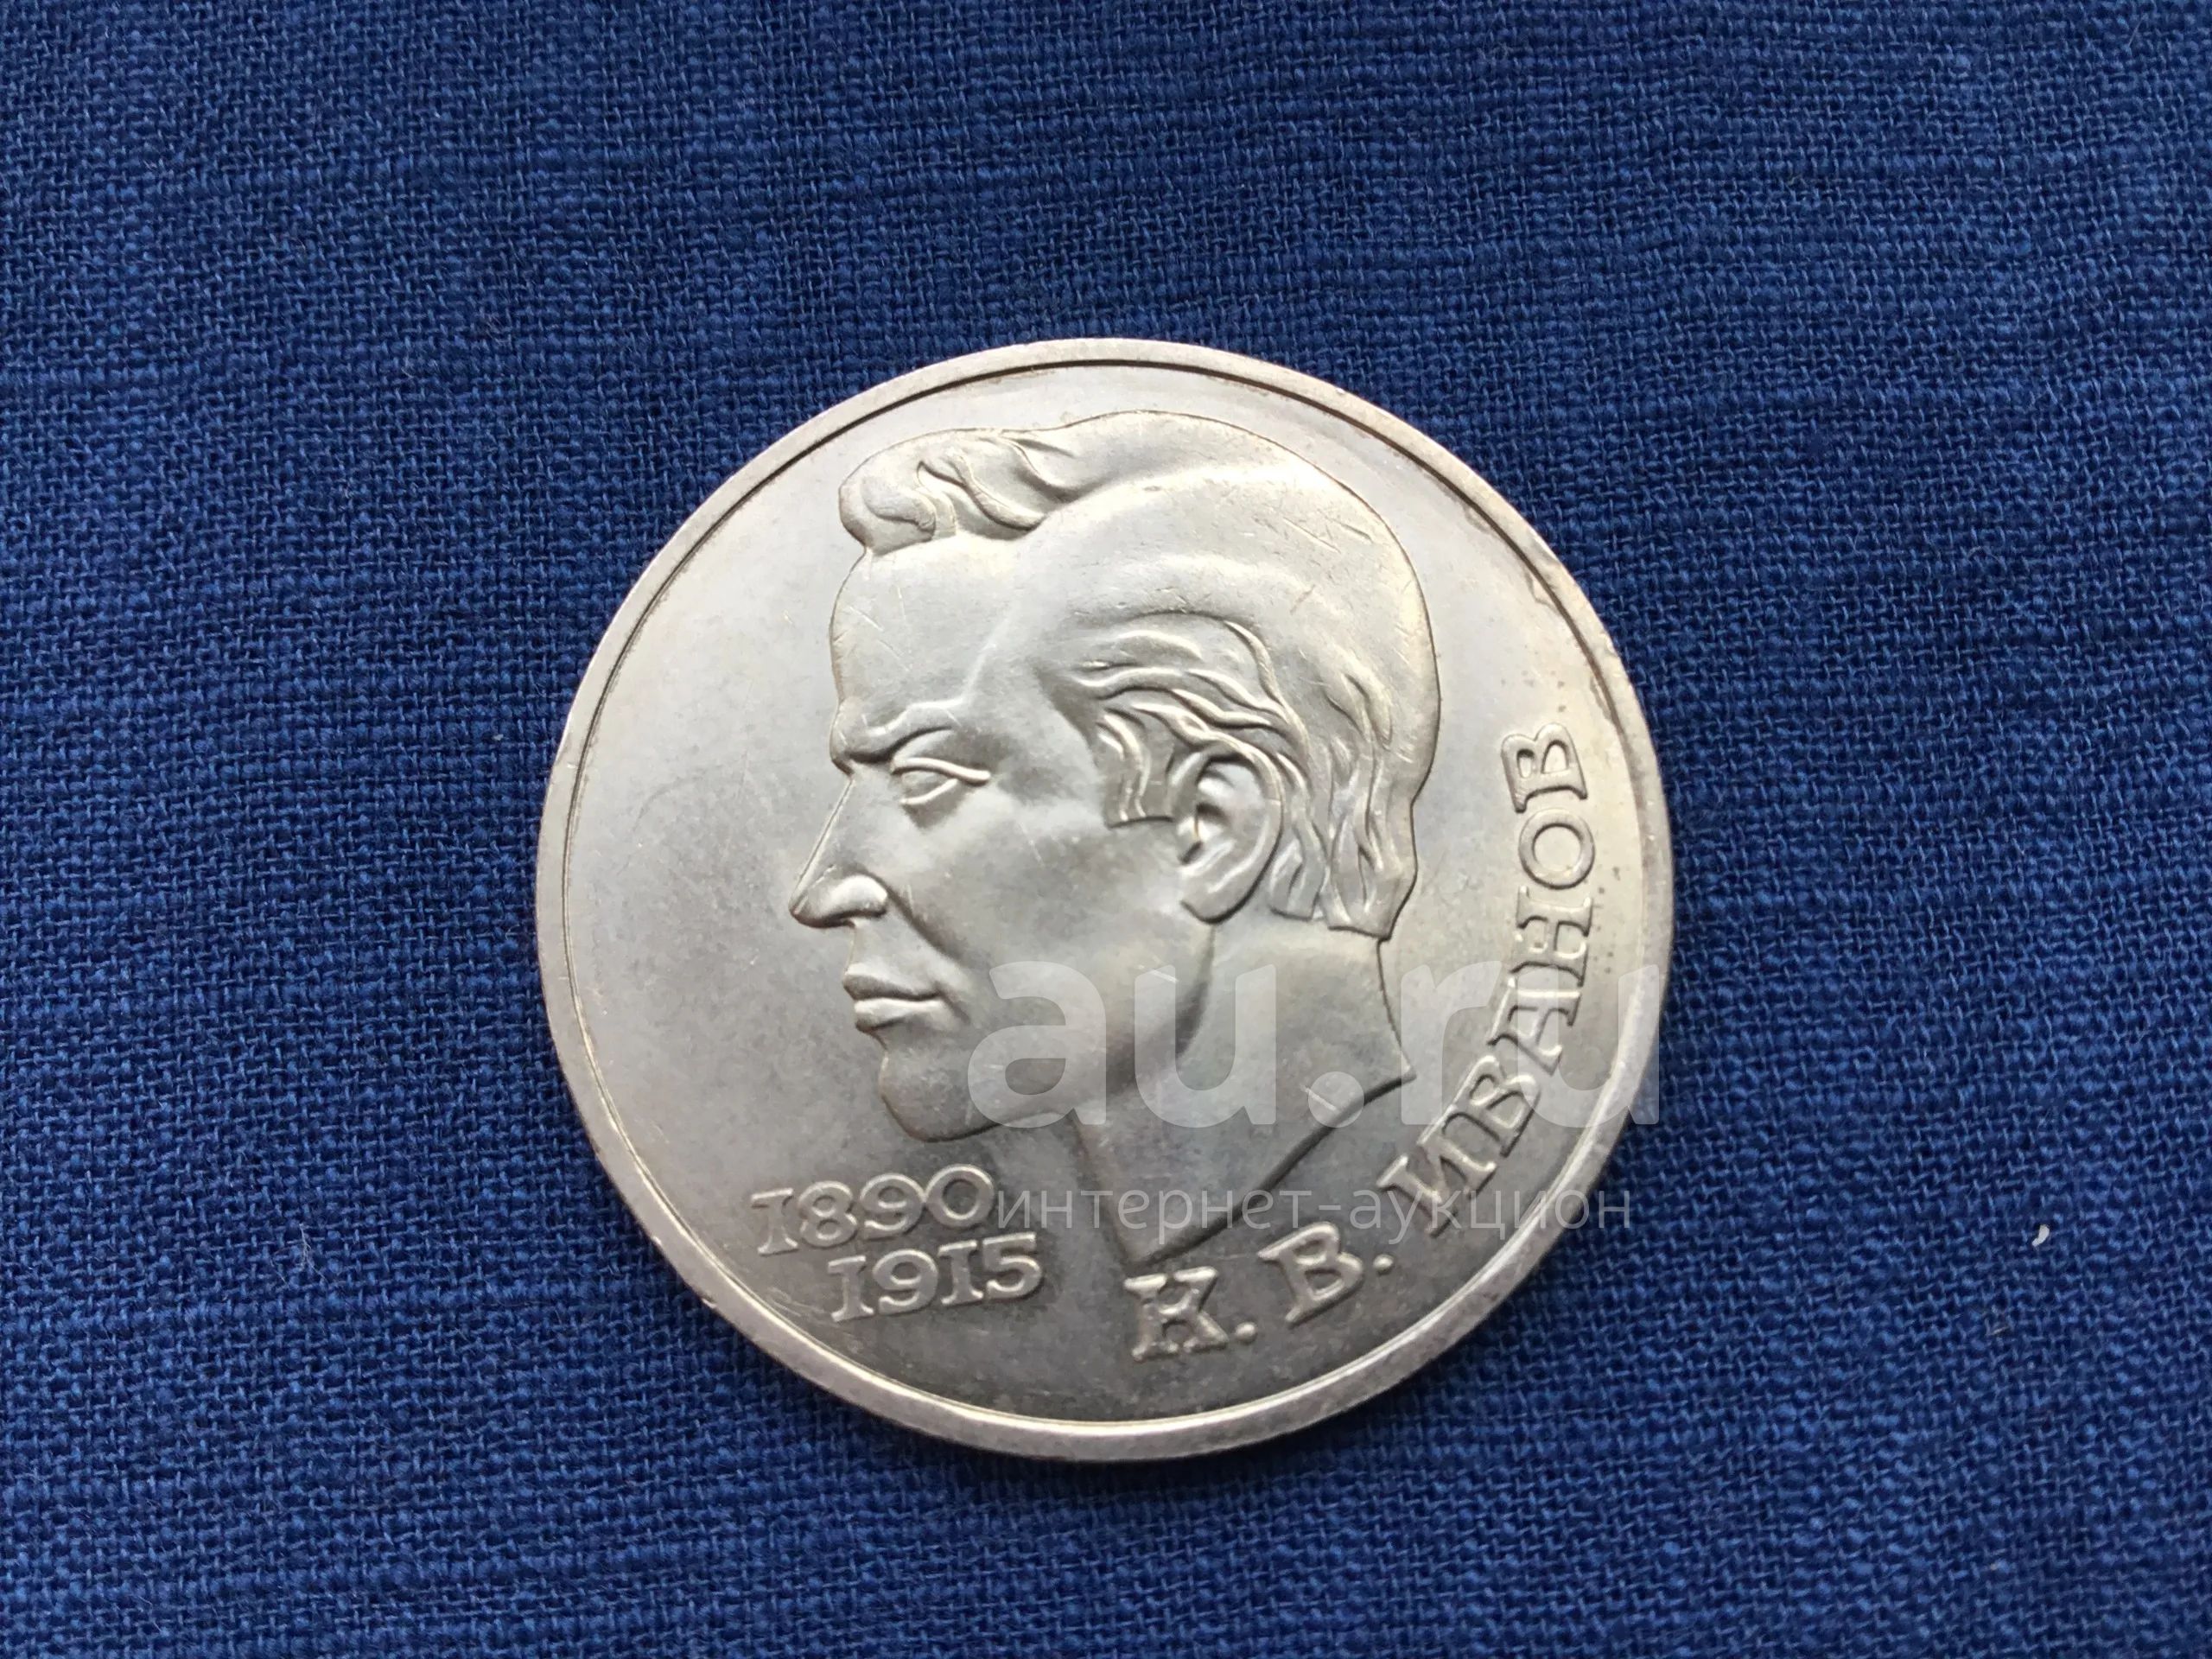 1890
1915
К. В. ИВАНОВ
au.ru
интернет-аукцион